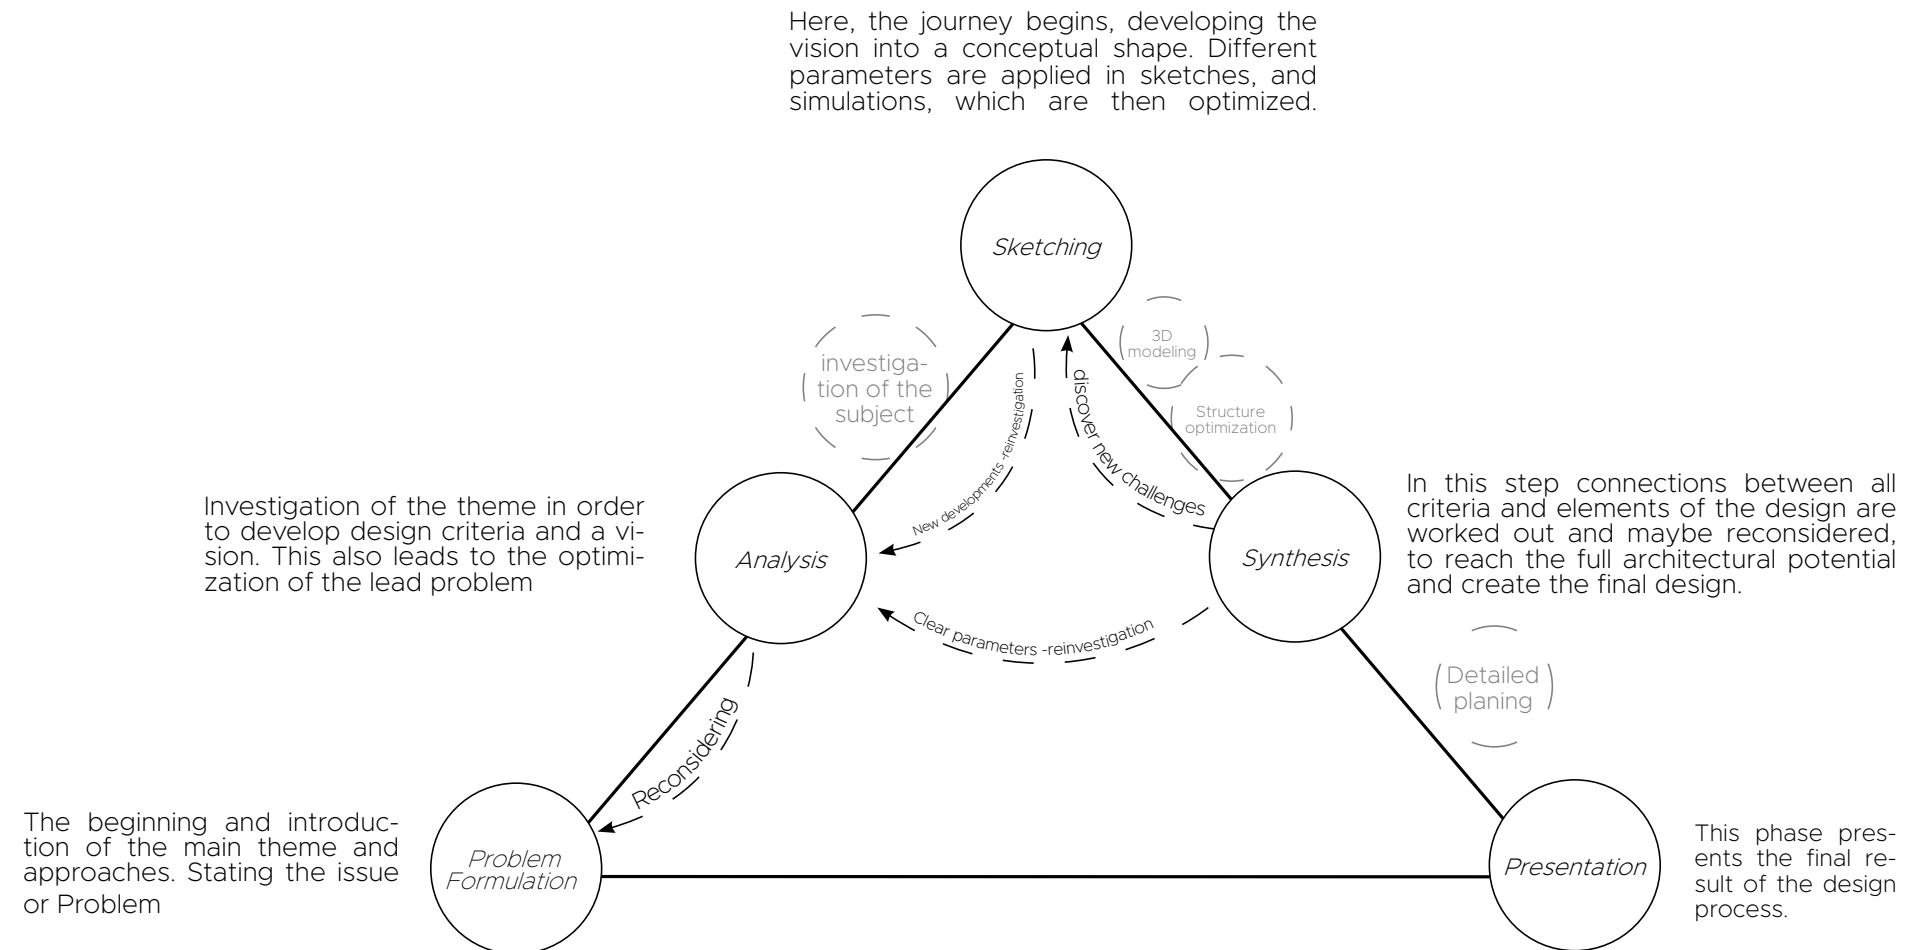 Here, the journey begins, developing the
vision into a conceptual shape. Different
parameters are applied in sketches, and
simulations, which are then optimized.
Sketching
investiga-
tion of the
subject
3D
modeling
Structure
optimization
New developments -reinvestigation
discover new challenges
Investigation of the theme in order
to develop design criteria and a vi-
sion. This also leads to the optimi-
zation of the lead problem
Analysis
Synthesis
In this step connections between all
criteria and elements of the design are
worked out and maybe reconsidered,
to reach the full architectural potential
and create the final design.
Clear parameters -reinvestigation
Detailed
planing
Reconsidering
The beginning and introduc-
tion of the main theme and
approaches. Stating the issue
or Problem
Problem
Formulation
Presentation
This phase pres-
ents the final re-
sult of the design
process.